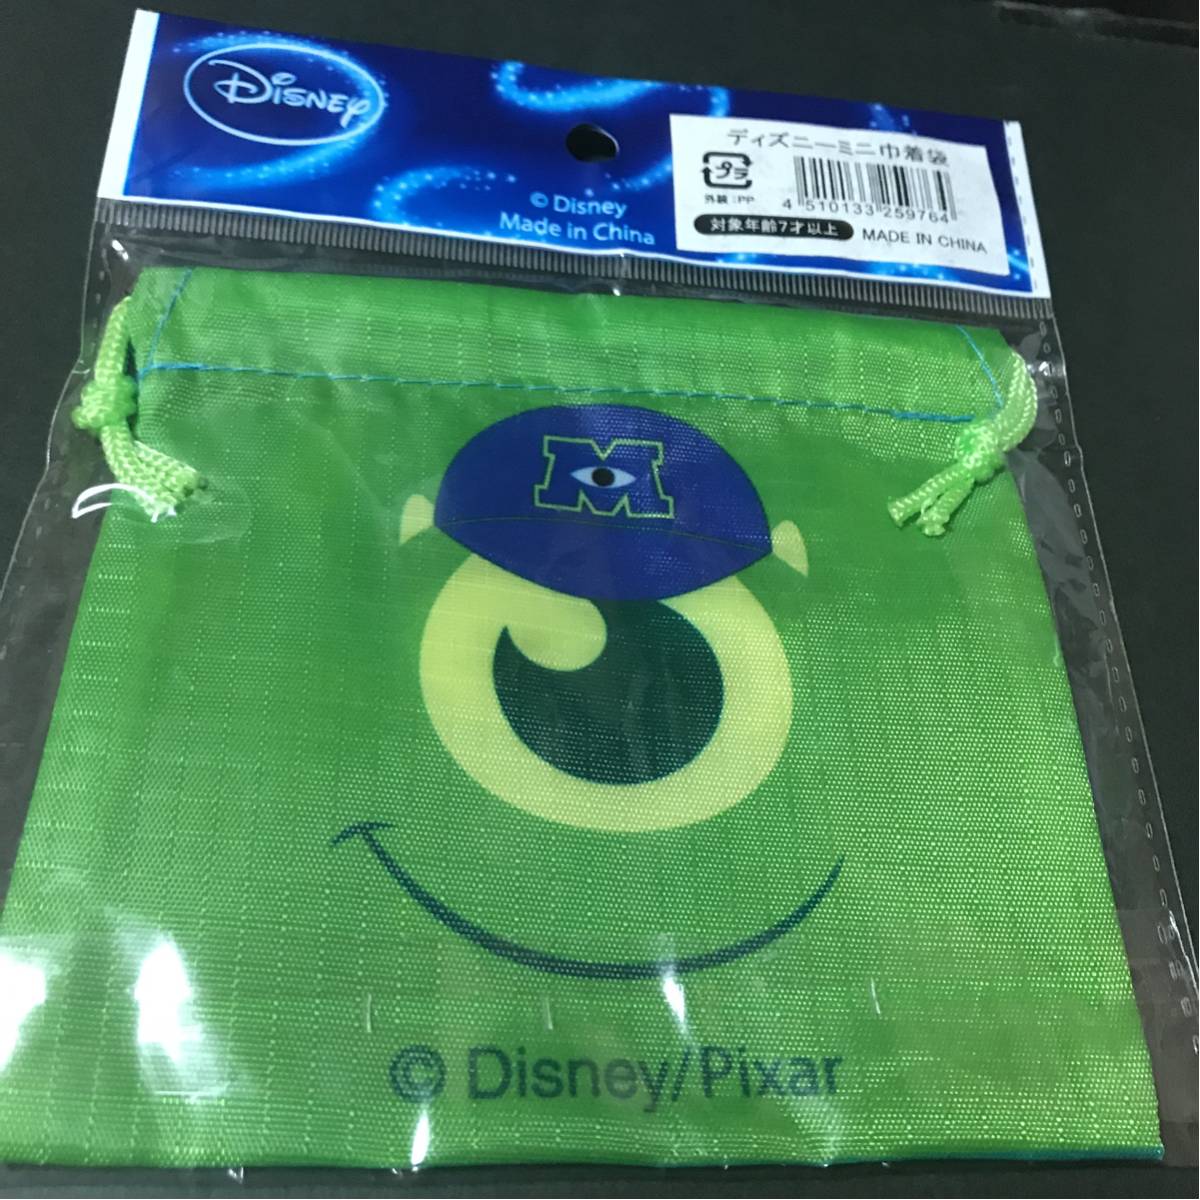 DISNEY
© Disney
Made in China
ディズニーミニ巾着袋
プラ
外装:PP
4 510133 259764
対象年齢7才以上
MADE IN CHINA
M
© Disney/Pixar